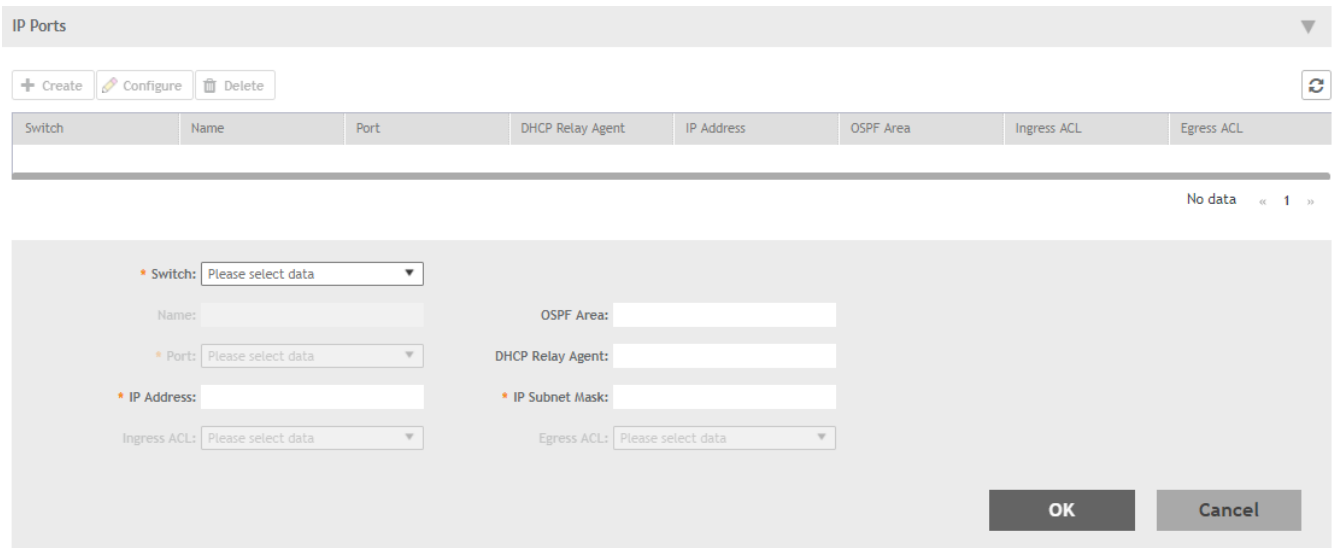 IP Ports
Create Configure Delete
Switch Name Port DHCP Relay Agent IP Address OSPF Area Ingress ACL Egress ACL
No data « 1 »
* Switch: Please select data
Name: OSPF Area:
* Port: Please select data DHCP Relay Agent:
* IP Address: * IP Subnet Mask:
Ingress ACL: Please select data Egress ACL: Please select data
OK Cancel